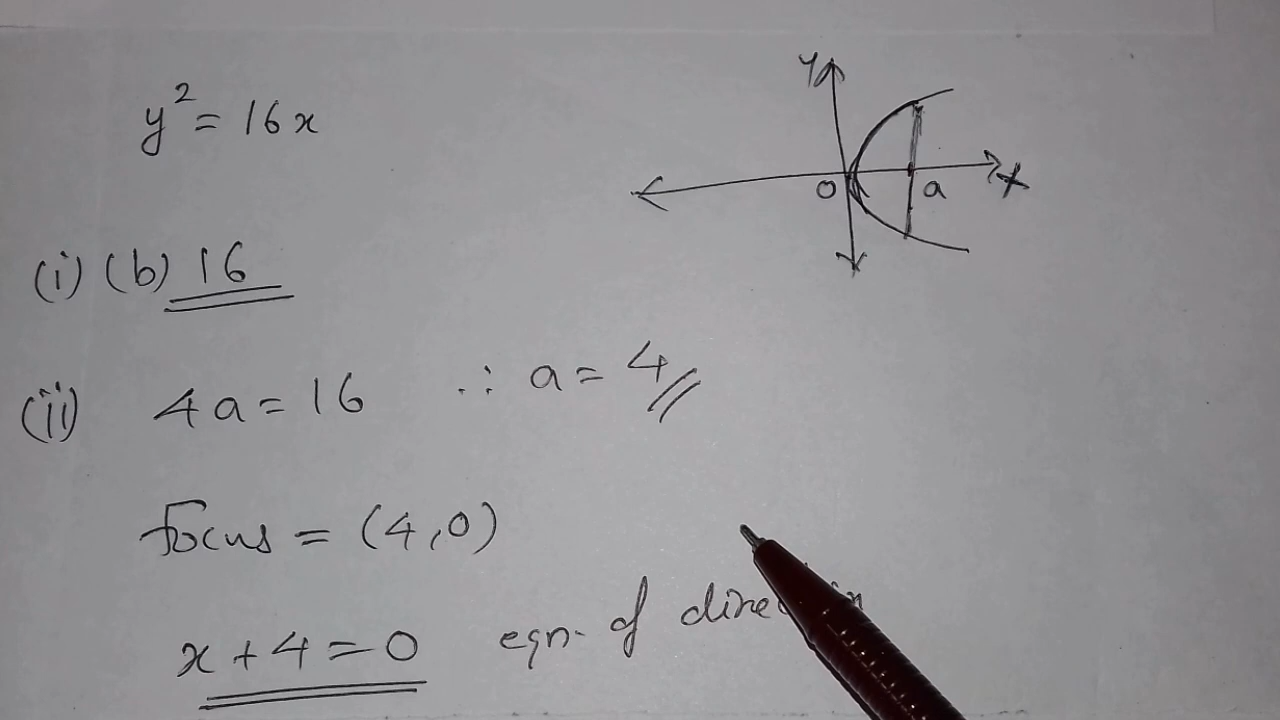 y² = 16x
Y
O a X
(i) (b) 16
(ii) 4a = 16 ∴ a = 4
focus = (4,0)
x + 4 = 0 eqn. of